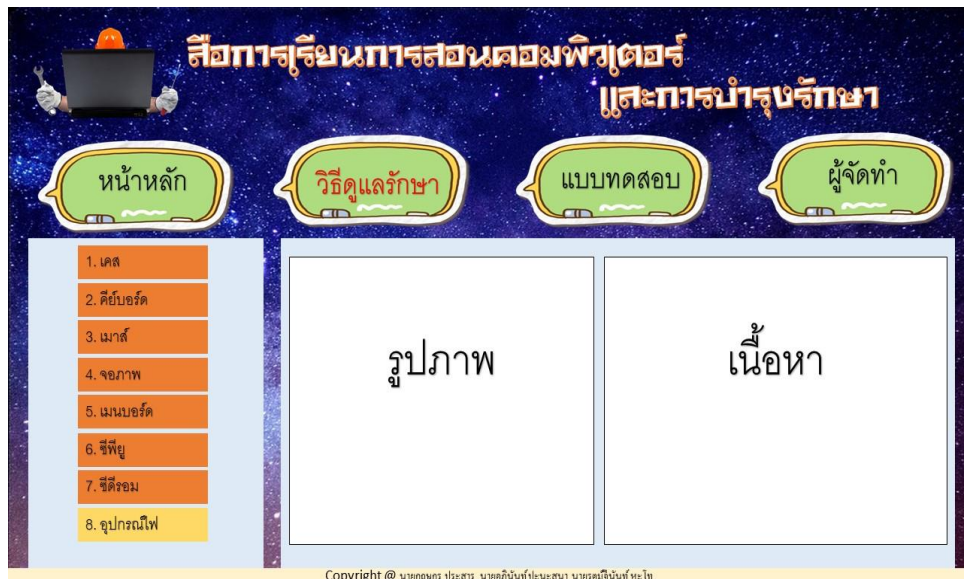 สื่อการเรียนการสอนคอมพิวเตอร์
และการบำรุงรักษา
หน้าหลัก
วิธีดูแลรักษา
แบบทดสอบ
ผู้จัดทำ
1. เคส
2. คีย์บอร์ด
3. เมาส์
4. จอภาพ
5. เมนบอร์ด
6. ซีพียู
7. ซีดีรอม
8. อุปกรณ์ไฟ
รูปภาพ
เนื้อหา
Copyright @